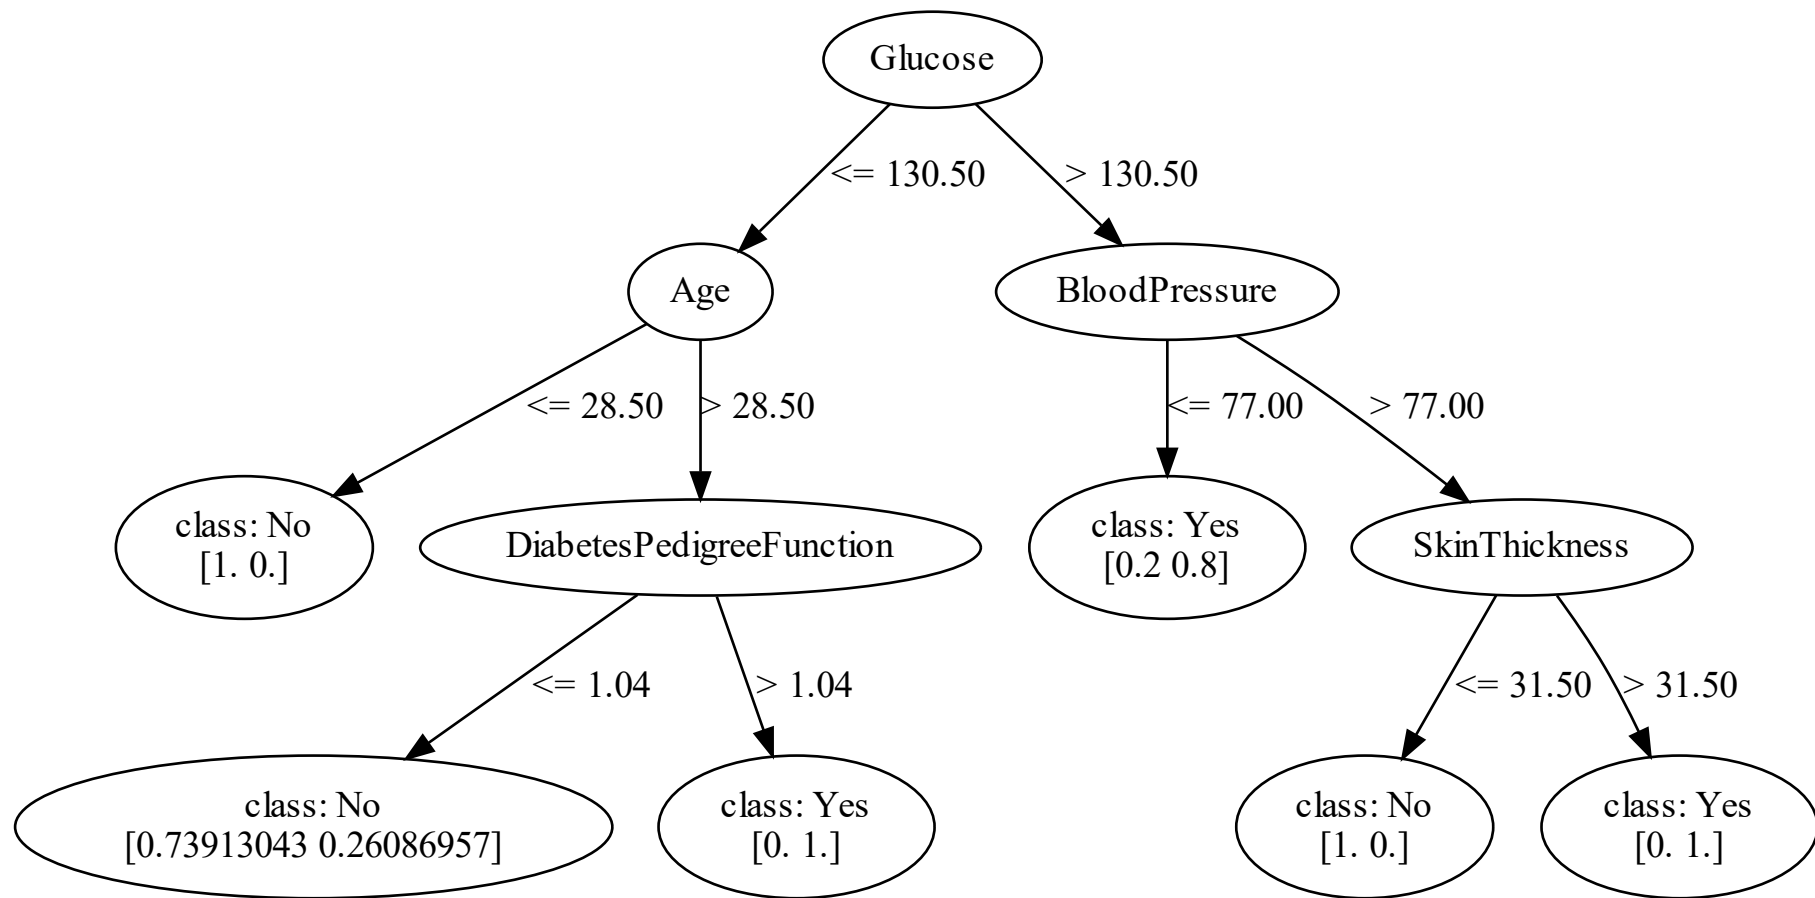 Glucose
<= 130.50
> 130.50
Age
BloodPressure
<= 28.50
> 28.50
<= 77.00
> 77.00
class: No
[1. 0.]
DiabetesPedigreeFunction
class: Yes
[0.2 0.8]
SkinThickness
<= 1.04
> 1.04
<= 31.50
> 31.50
class: No
[0.73913043 0.26086957]
class: Yes
[0. 1.]
class: No
[1. 0.]
class: Yes
[0. 1.]